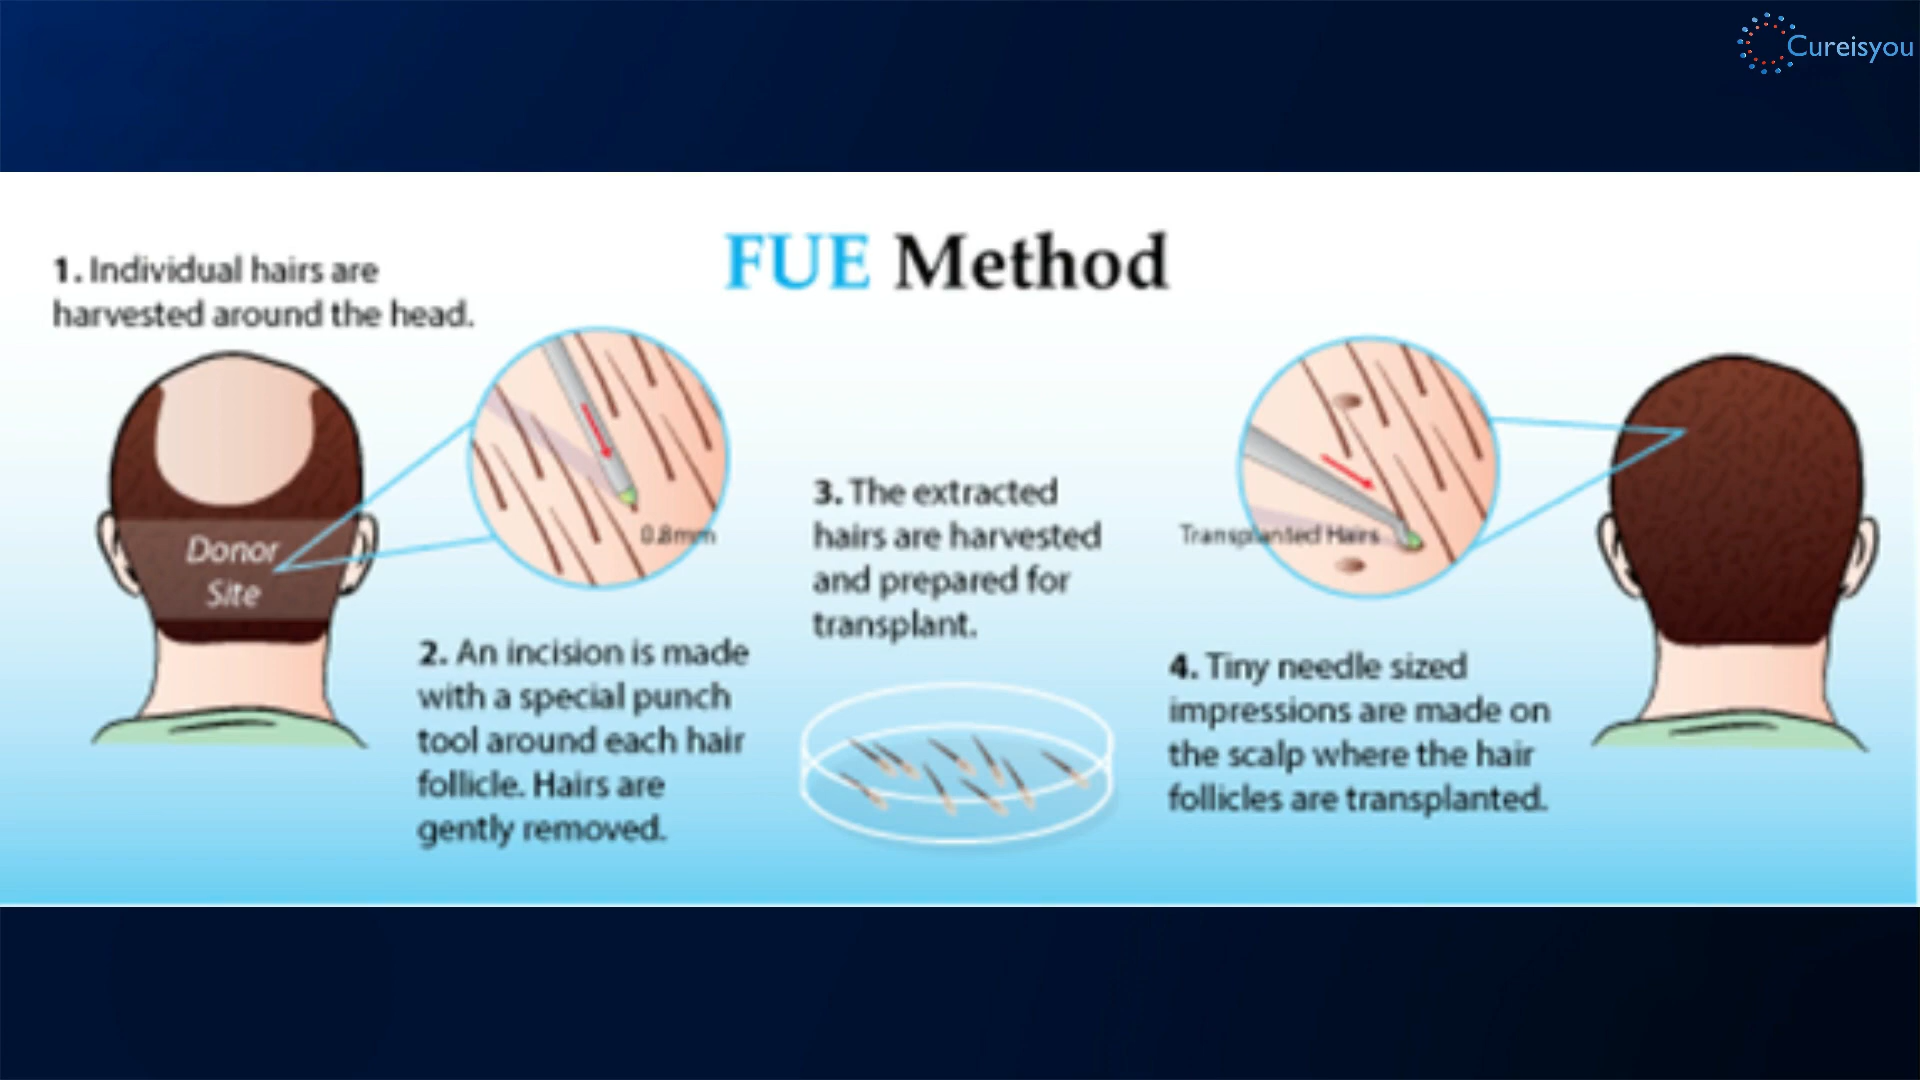 Cureisyou
FUE Method
1. Individual hairs are
harvested around the head.
Donor
Site
0.8mm
2. An incision is made
with a special punch
tool around each hair
follicle. Hairs are
gently removed.
3. The extracted
hairs are harvested
and prepared for
transplant.
Transplanted Hairs
4. Tiny needle sized
impressions are made on
the scalp where the hair
follicles are transplanted.